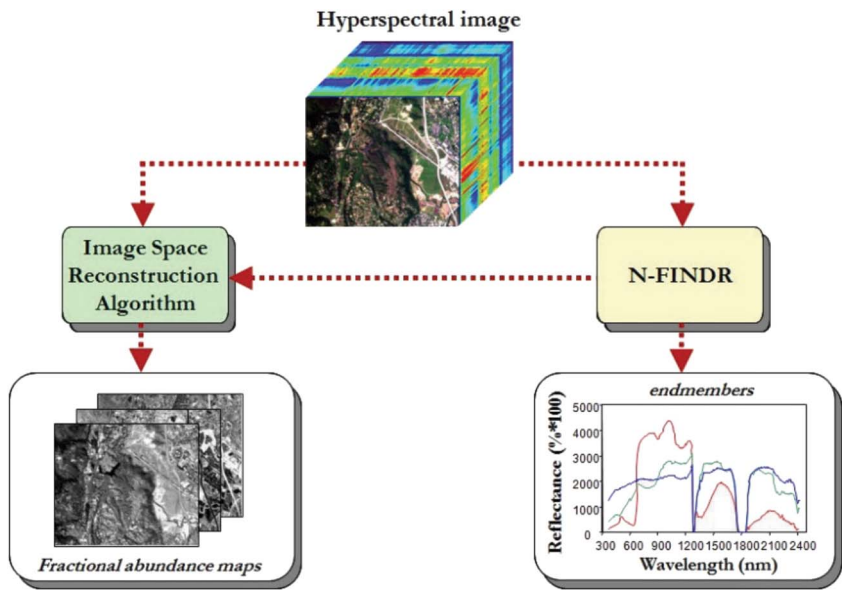 Hyperspectral image
Image Space
Reconstruction
Algorithm
N-FINDR
Fractional abundance maps
endmembers
Reflectance (%*100)
5000
4000
3000
2000
1000
0
300 600 900 1200 1500 1800 2100 2400
Wavelength (nm)